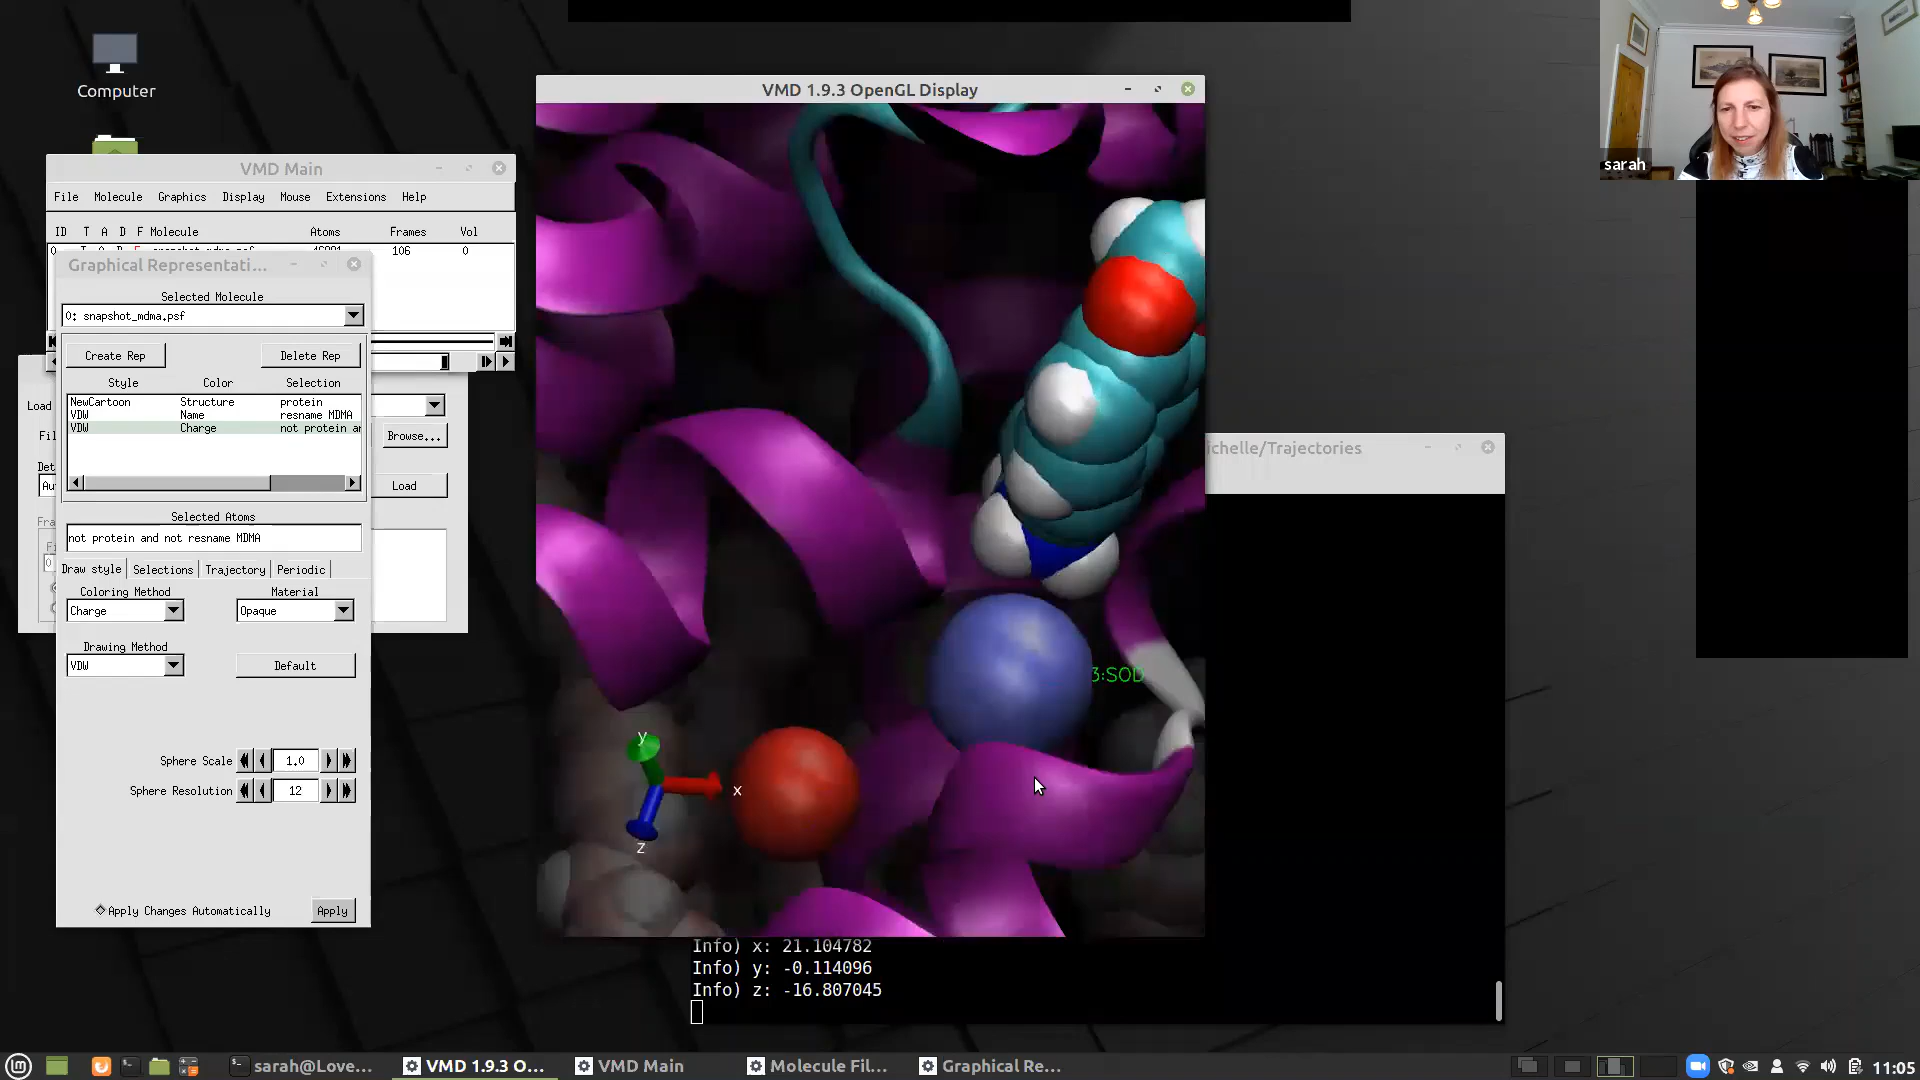 Computer
sarah
VMD 1.9.3 OpenGL Display
VMD Main
File Molecule Graphics Display Mouse Extensions Help
ID T A D F Molecule Atoms Frames Vol
0 106 0
Graphical Representati...
Selected Molecule
0: snapshot_mdma.psf
Create Rep Delete Rep
Style Color Selection
NewCartoon Structure protein
VDW Name resname MDMA
VDW Charge not protein
Load
Browse...
Load
Selected Atoms
not protein and not resname MDMA
Draw style Selections Trajectory Periodic
Coloring Method Material
Charge Opaque
Drawing Method
VDW Default
Sphere Scale 1.0
Sphere Resolution 12
Apply Changes Automatically Apply
ichelle/Trajectories
3:SOD
y
x
z
Info) x: 21.104782
Info) y: -0.114096
Info) z: -16.807045
sarah@Love... VMD 1.9.3 O... VMD Main Molecule Fil... Graphical Re... 11:05